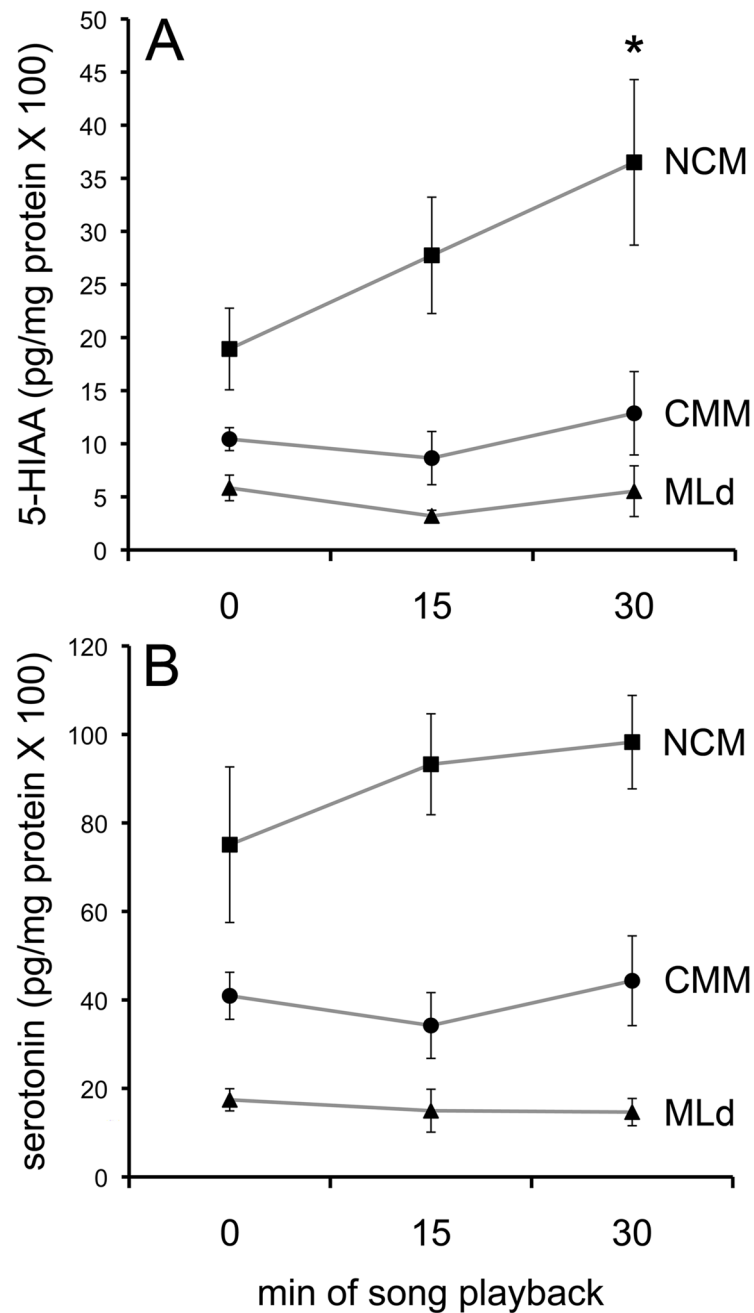 A
5-HIAA (pg/mg protein X 100)
50
45
40
35
30
25
20
15
10
5
0
*
NCM
CMM
MLd
0 15 30
B
serotonin (pg/mg protein X 100)
120
100
80
60
40
20
0
NCM
CMM
MLd
0 15 30
min of song playback